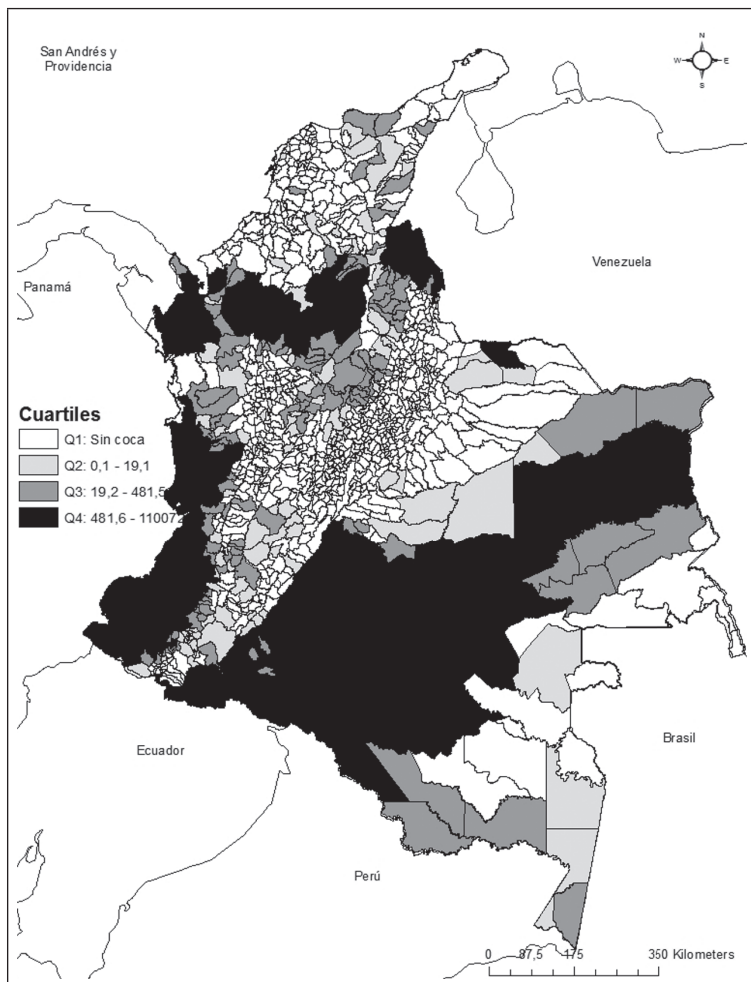 San Andrés y
Providencia
N
W E
S
Venezuela
Panamá
Cuartiles
Q1: Sin coca
Q2: 0,1 - 19,1
Q3: 19,2 - 481,5
Q4: 481,6 - 110072
Ecuador
Brasil
Perú
0 87,5 175 350 Kilometers